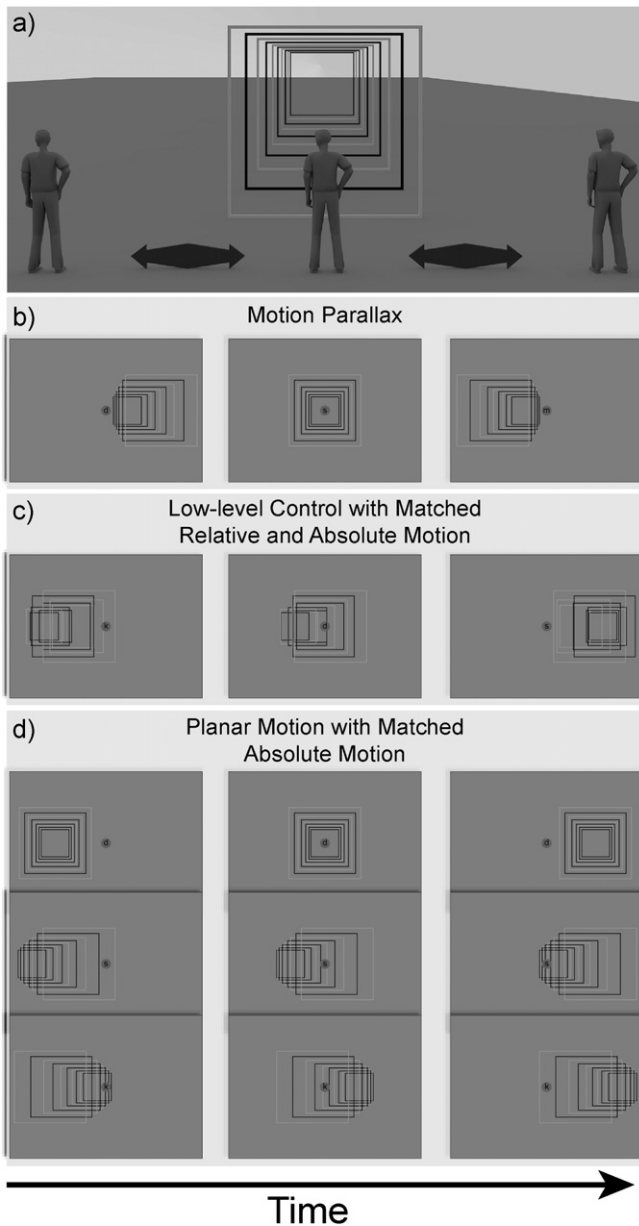 a)
b)
Motion Parallax
d
s
m
c)
Low-level Control with Matched
Relative and Absolute Motion
k
d
s
d)
Planar Motion with Matched
Absolute Motion
d
d
d
s
s
s
k
k
k
Time